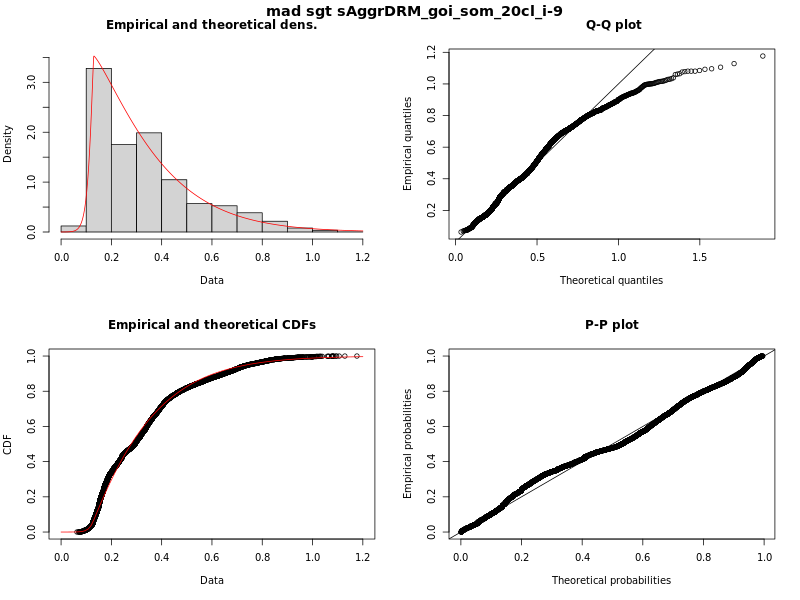 mad sgt sAggrDRM_goi_som_20cl_i-9
Empirical and theoretical dens.
Density
0.0 1.0 2.0 3.0
0.0 0.2 0.4 0.6 0.8 1.0 1.2
Data
Q-Q plot
Empirical quantiles
0.2 0.4 0.6 0.8 1.0 1.2
0.0 0.5 1.0 1.5
Theoretical quantiles
Empirical and theoretical CDFs
CDF
0.0 0.2 0.4 0.6 0.8 1.0
0.0 0.2 0.4 0.6 0.8 1.0 1.2
Data
P-P plot
Empirical probabilities
0.0 0.2 0.4 0.6 0.8 1.0
0.0 0.2 0.4 0.6 0.8 1.0
Theoretical probabilities